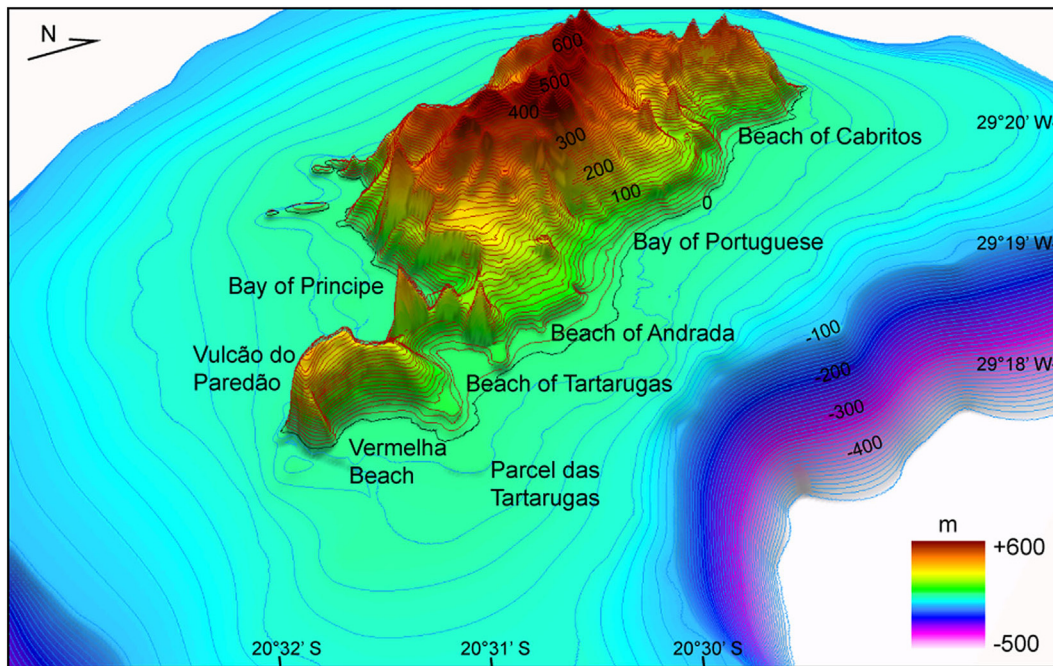 N
600
500
400
300
200
100
0
Beach of Cabritos
29°20' W
Bay of Portuguese
29°19' W
Bay of Principe
Beach of Andrada
-100
-200
-300
-400
29°18' W
Vulcão do
Paredão
Beach of Tartarugas
Vermelha
Beach
Parcel das
Tartarugas
m
+600
-500
20°32' S
20°31' S
20°30' S